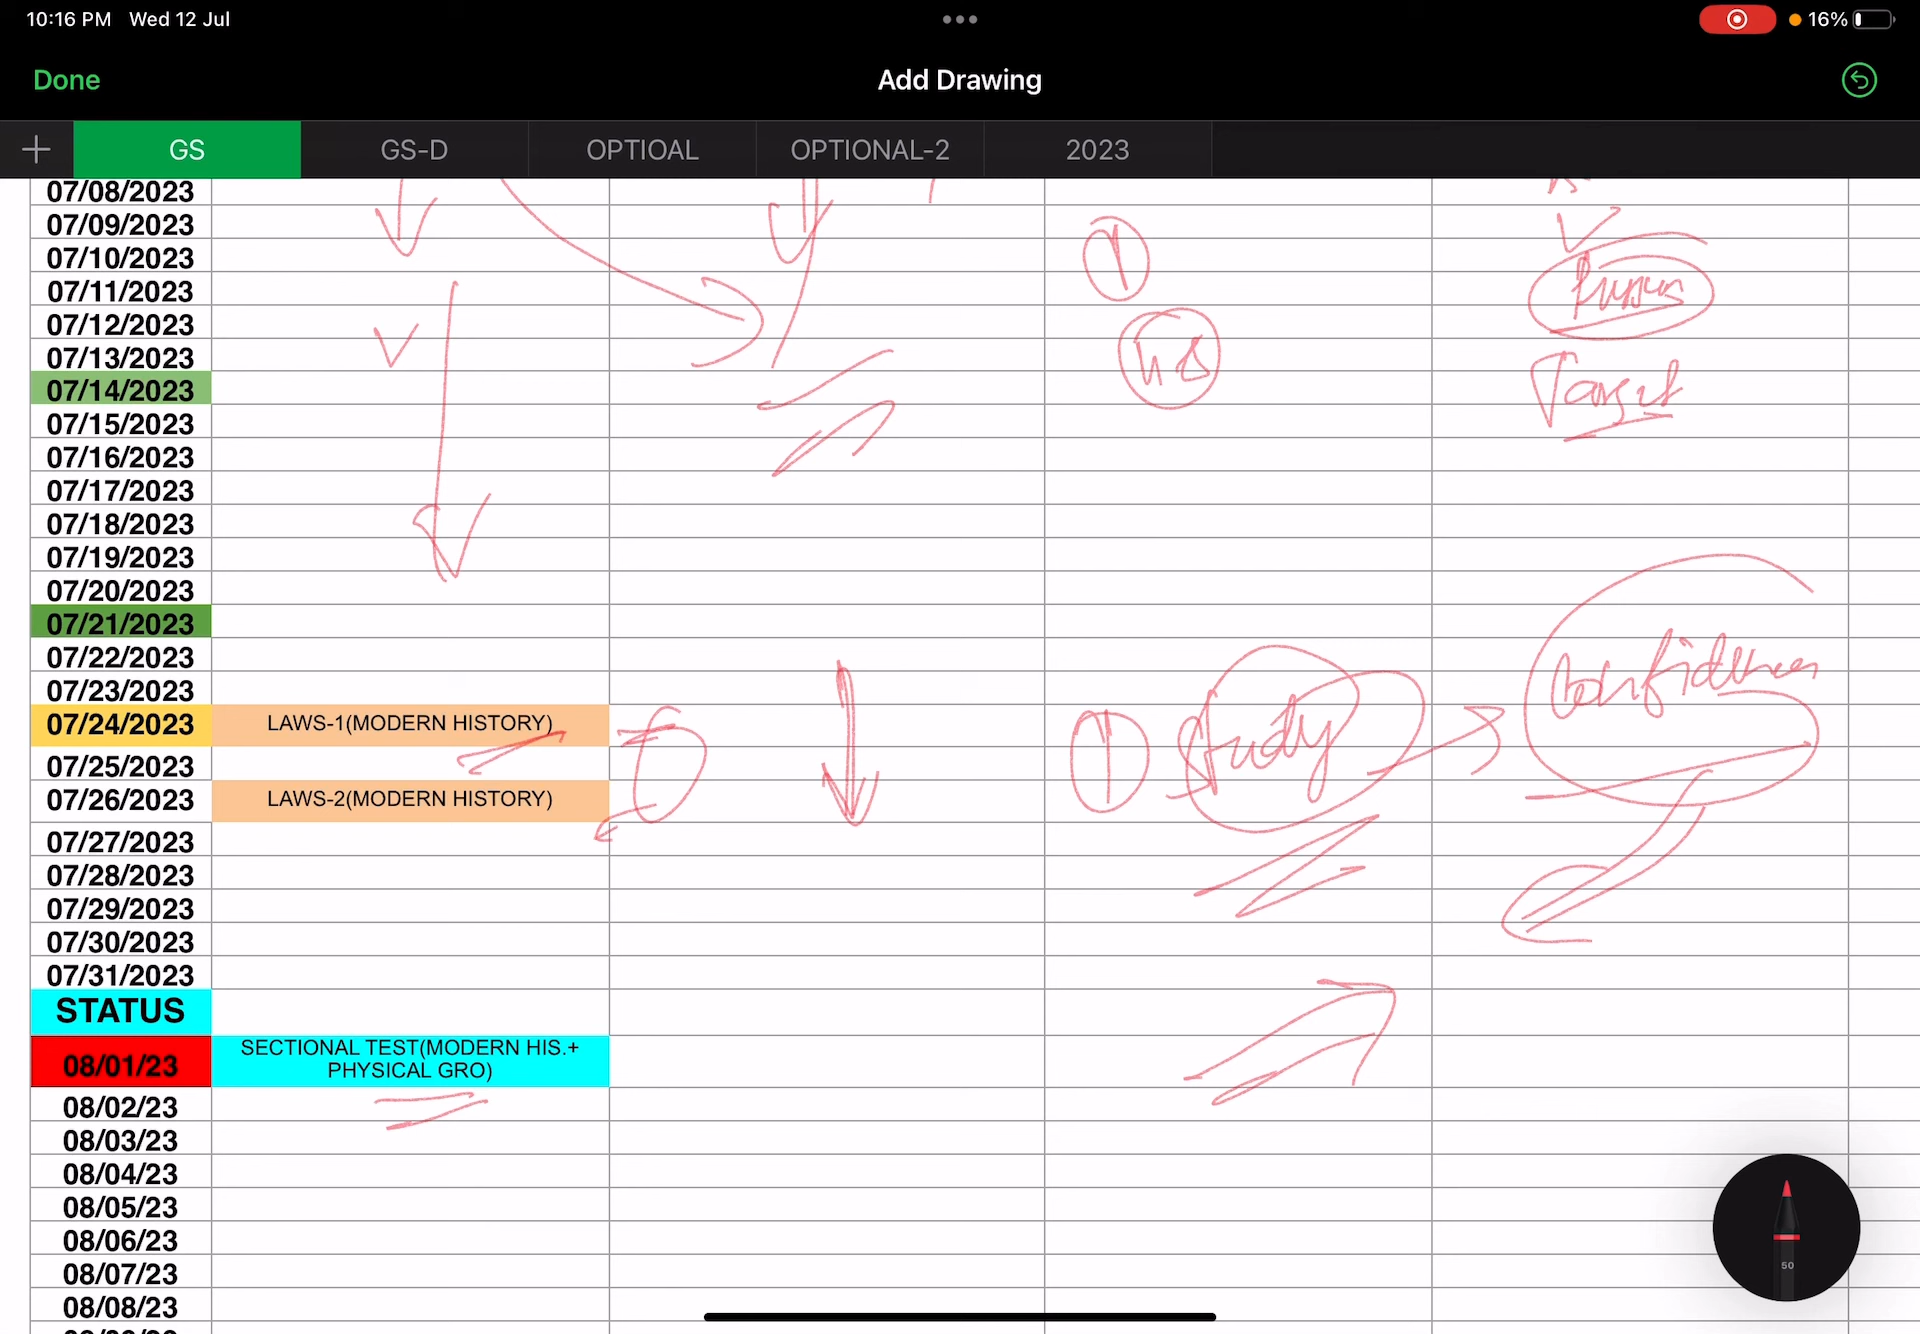 10:16 PM Wed 12 Jul
16%
Done
Add Drawing
GS
GS-D
OPTIOAL
OPTIONAL-2
2023
07/08/2023
07/09/2023
07/10/2023
07/11/2023
07/12/2023
07/13/2023
Target
07/14/2023
07/15/2023
07/16/2023
07/17/2023
07/18/2023
07/19/2023
07/20/2023
07/21/2023
07/22/2023
07/23/2023
07/24/2023 LAWS-1(MODERN HISTORY)
1 Study
07/25/2023
07/26/2023 LAWS-2(MODERN HISTORY)
07/27/2023
07/28/2023
07/29/2023
07/30/2023
07/31/2023
STATUS
08/01/23 SECTIONAL TEST(MODERN HIS.+
PHYSICAL GRO)
08/02/23
08/03/23
08/04/23
08/05/23
08/06/23
08/07/23
08/08/23
50